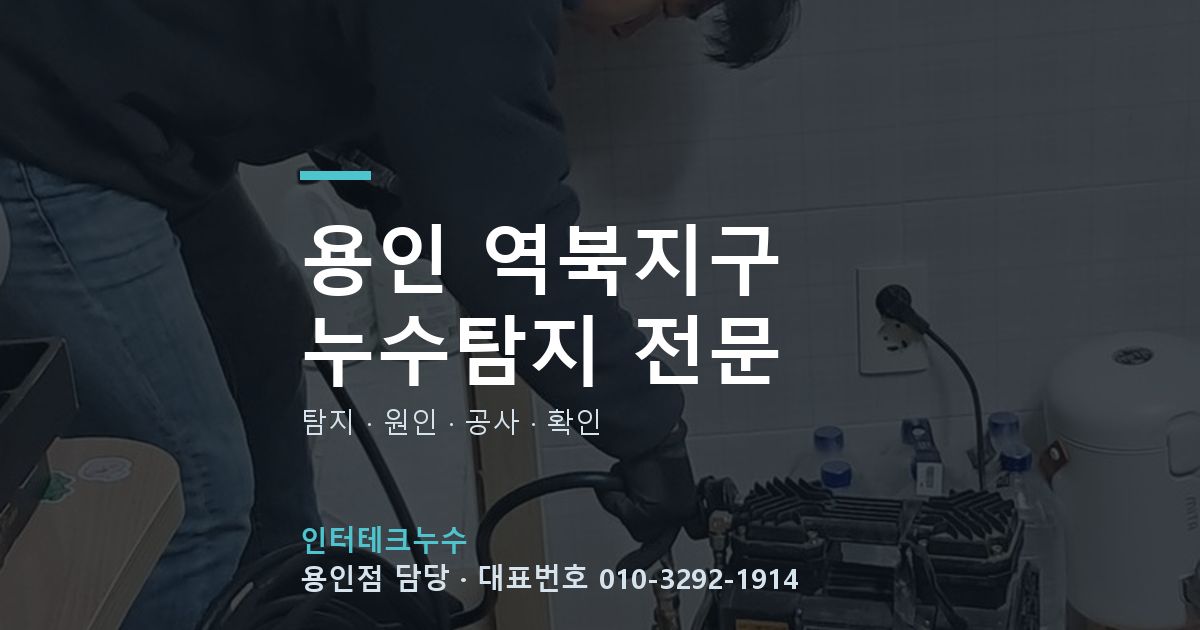 용인 역북지구
누수탐지 전문
탐지 · 원인 · 공사 · 확인
인터테크누수
용인점 담당 · 대표번호 010-3292-1914